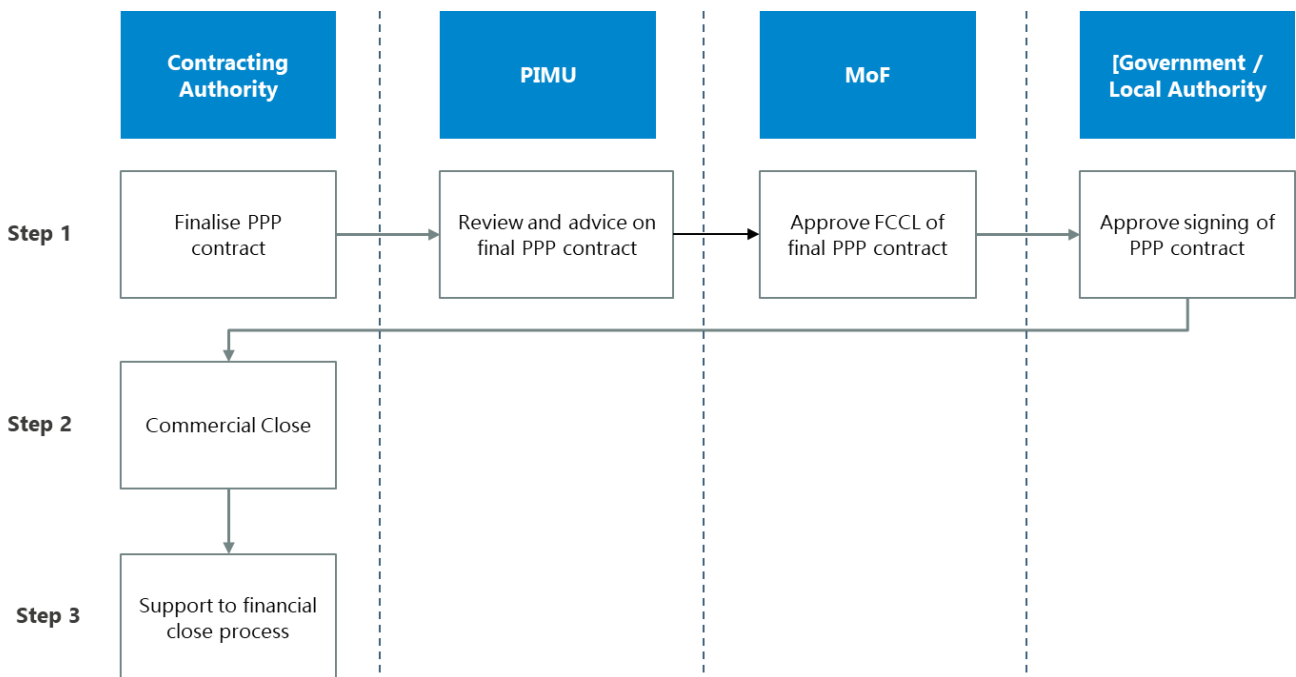 Contracting
Authority
PIMU
MoF
[Government /
Local Authority
Step 1
Finalise PPP
contract
Review and advice on
final PPP contract
Approve FCCL of
final PPP contract
Approve signing of
PPP contract
Step 2
Commercial Close
Step 3
Support to financial
close process